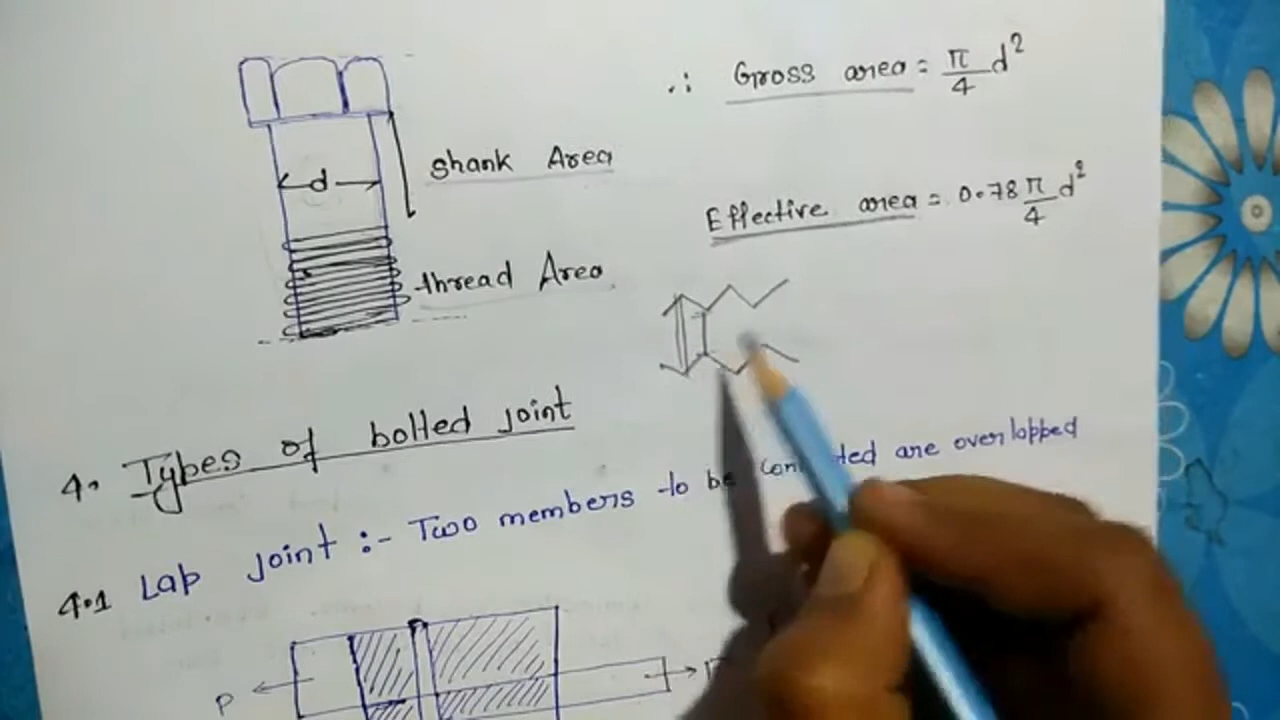 ∴ Gross area = π/4 d²
shank Area
d
Effective area = 0.78 π/4 d²
thread Area
4. Types of bolted joint
4.1 Lap joint :- Two members to be are overlapped
P